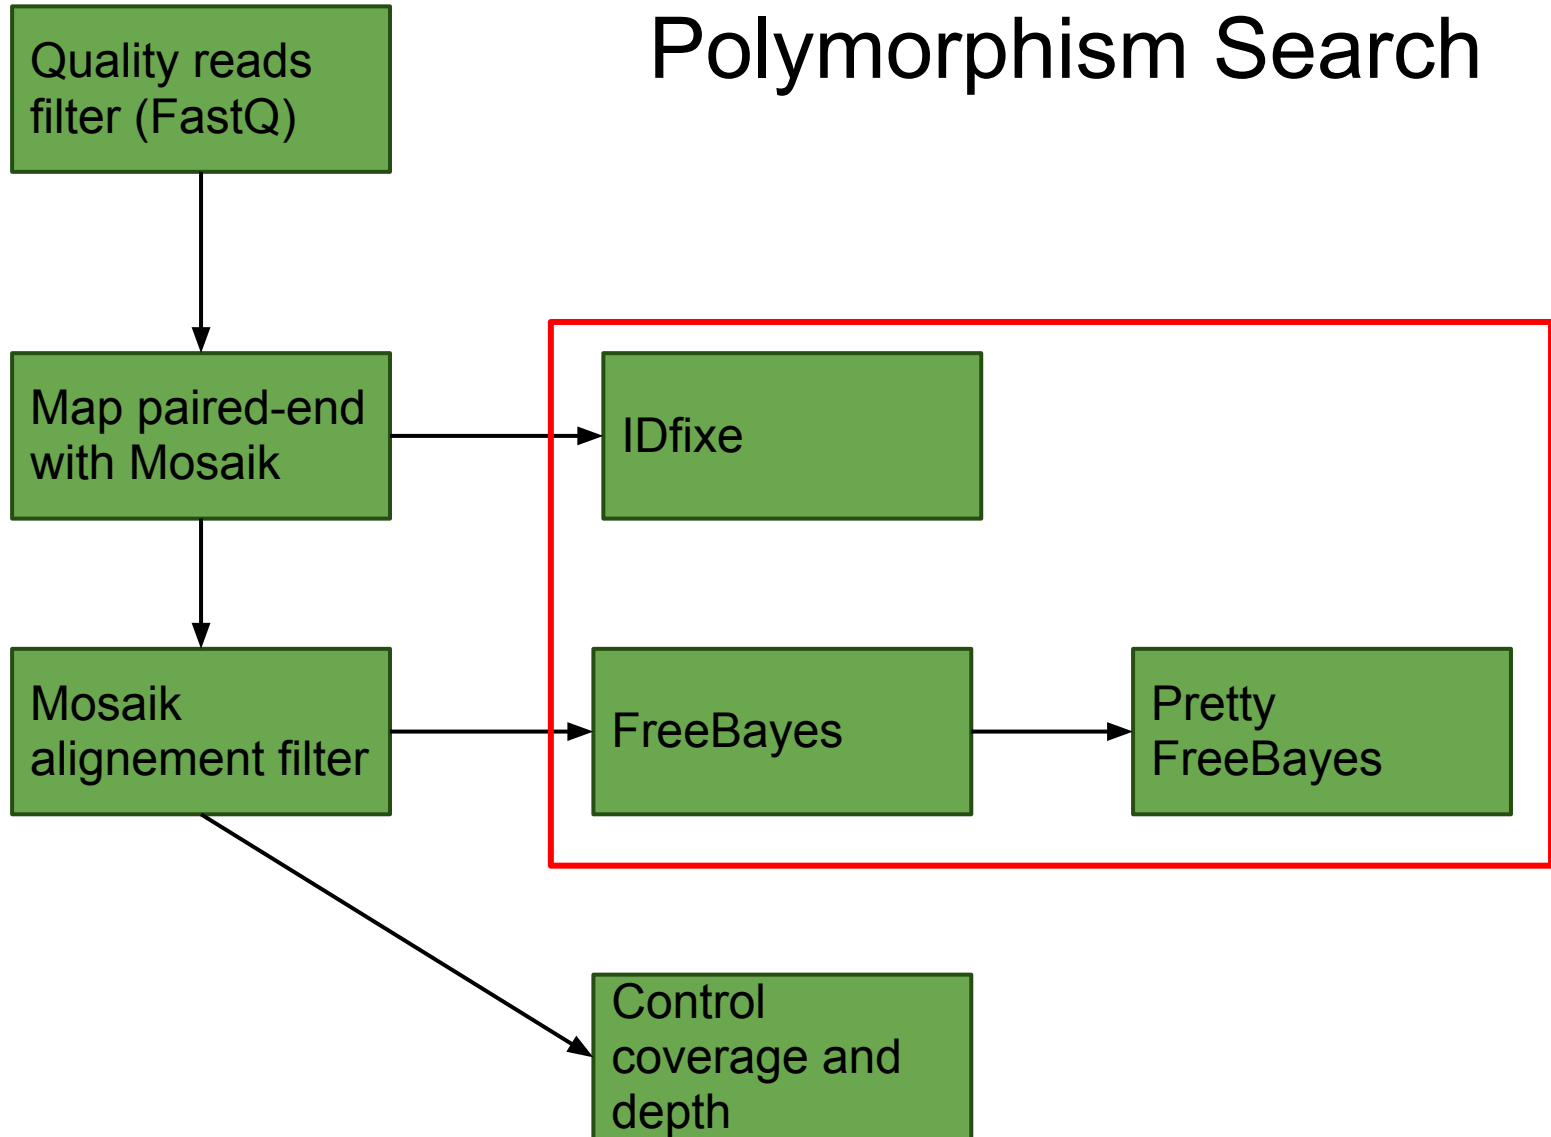 Polymorphism Search
Quality reads
filter (FastQ)
Map paired-end
with Mosaik
IDfixe
Mosaik
alignement filter
FreeBayes
Pretty
FreeBayes
Control
coverage and
depth